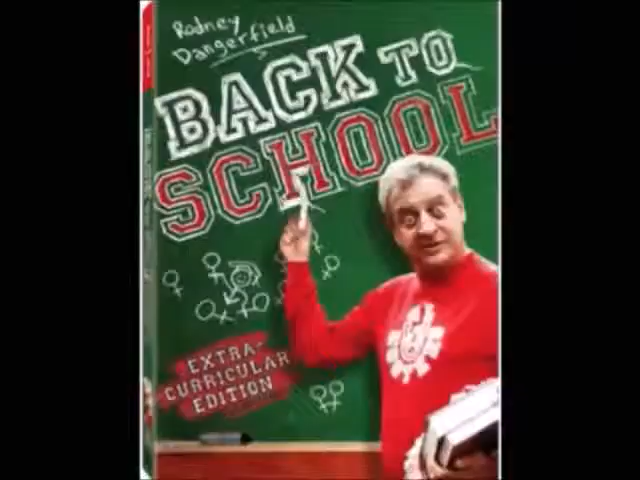 Rodney
Dangerfield
BACK TO
SCHOOL
EXTRA-
CURRICULAR
EDITION